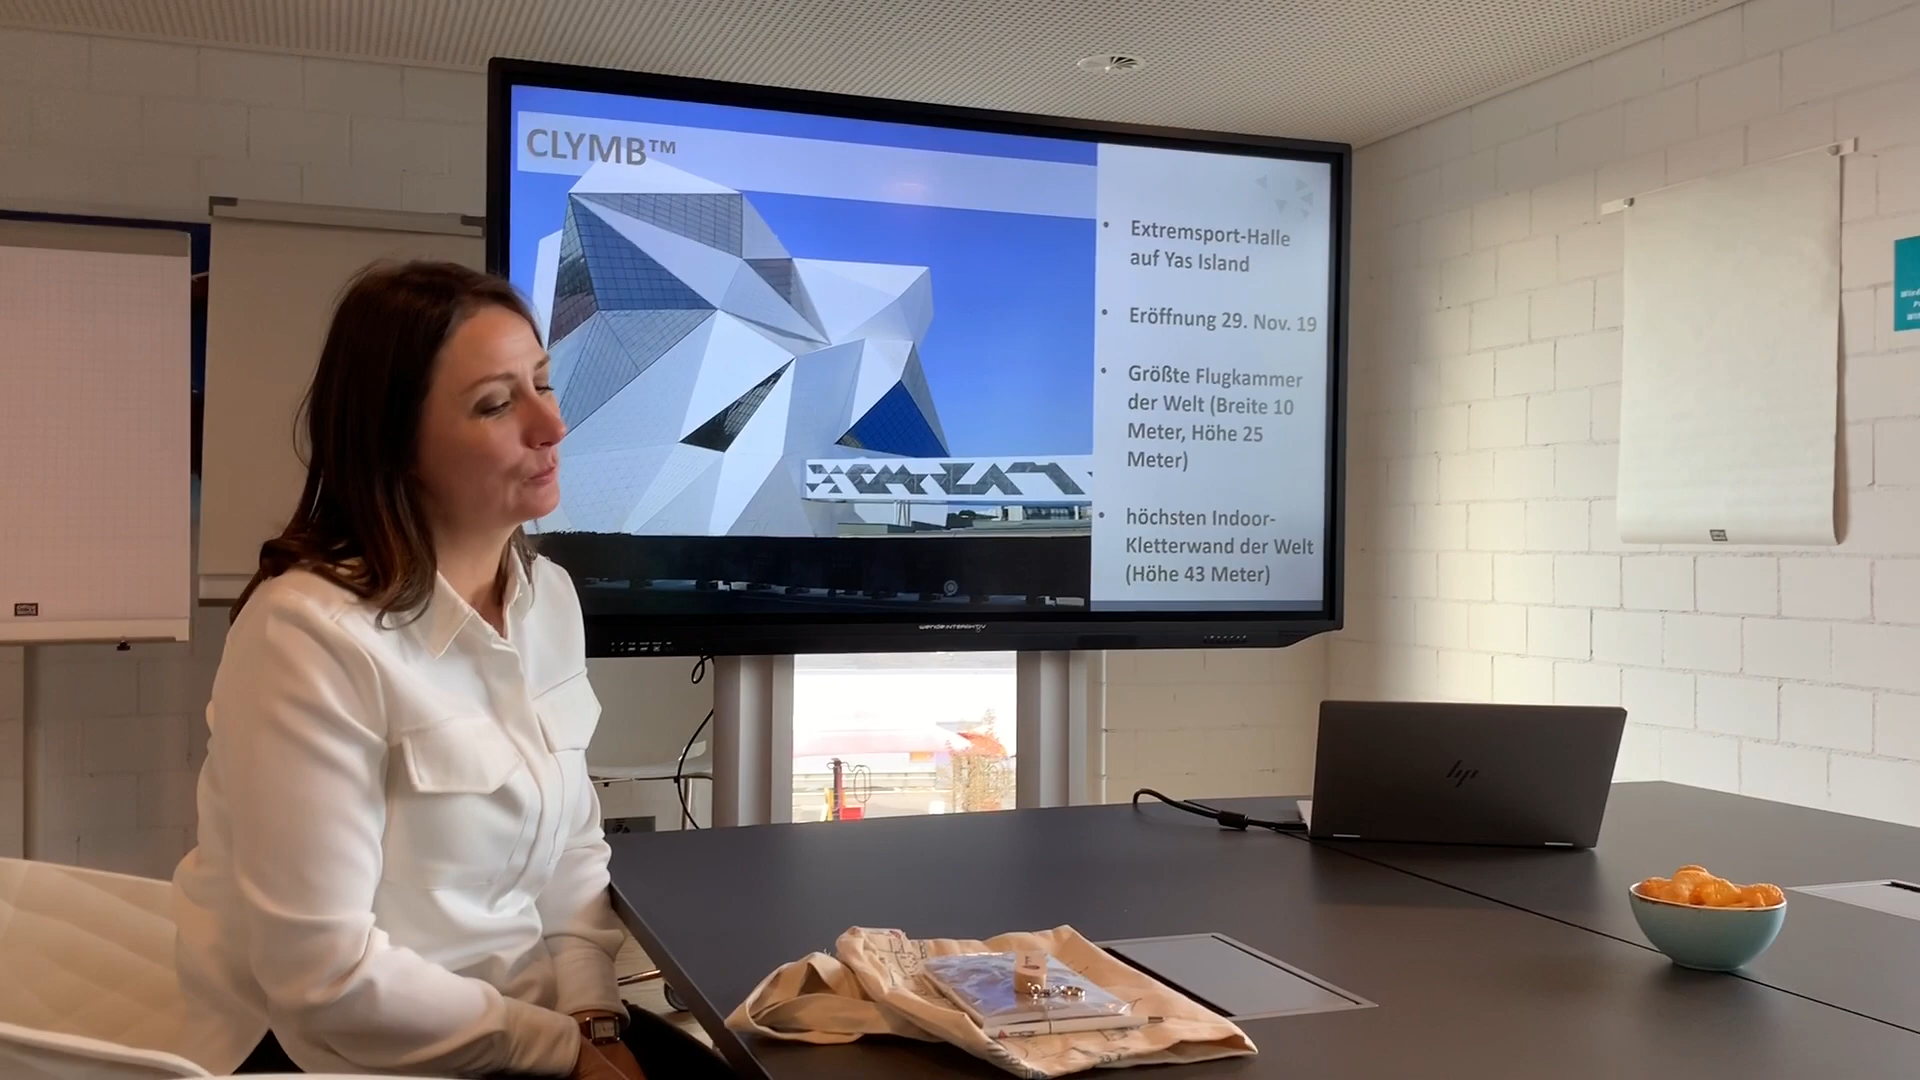 CLYMB™
Extremsport-Halle
auf Yas Island
Eröffnung 29. Nov. 19
Größte Flugkammer
der Welt (Breite 10
Meter, Höhe 25
Meter)
höchsten Indoor-
Kletterwand der Welt
(Höhe 43 Meter)
hp